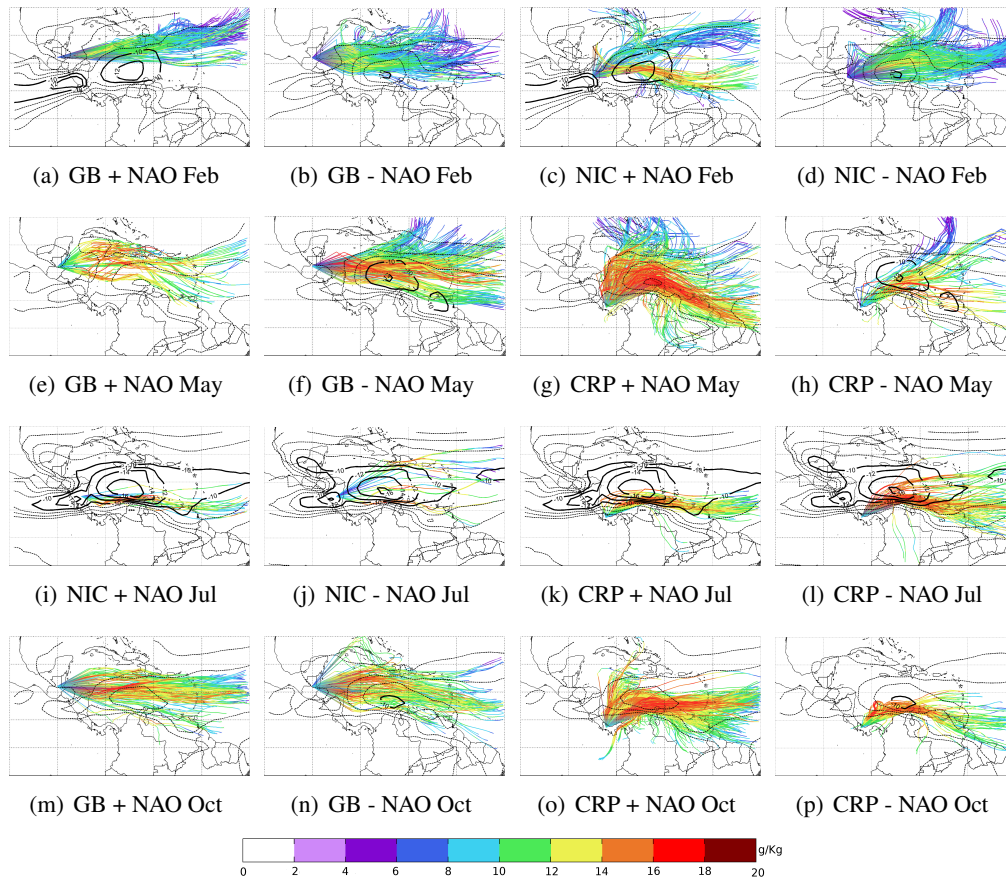 (a) GB + NAO Feb (b) GB - NAO Feb (c) NIC + NAO Feb (d) NIC - NAO Feb
(e) GB + NAO May (f) GB - NAO May (g) CRP + NAO May (h) CRP - NAO May
(i) NIC + NAO Jul (j) NIC - NAO Jul (k) CRP + NAO Jul (l) CRP - NAO Jul
(m) GB + NAO Oct (n) GB - NAO Oct (o) CRP + NAO Oct (p) CRP - NAO Oct
g/Kg
0 2 4 6 8 10 12 14 16 18 20